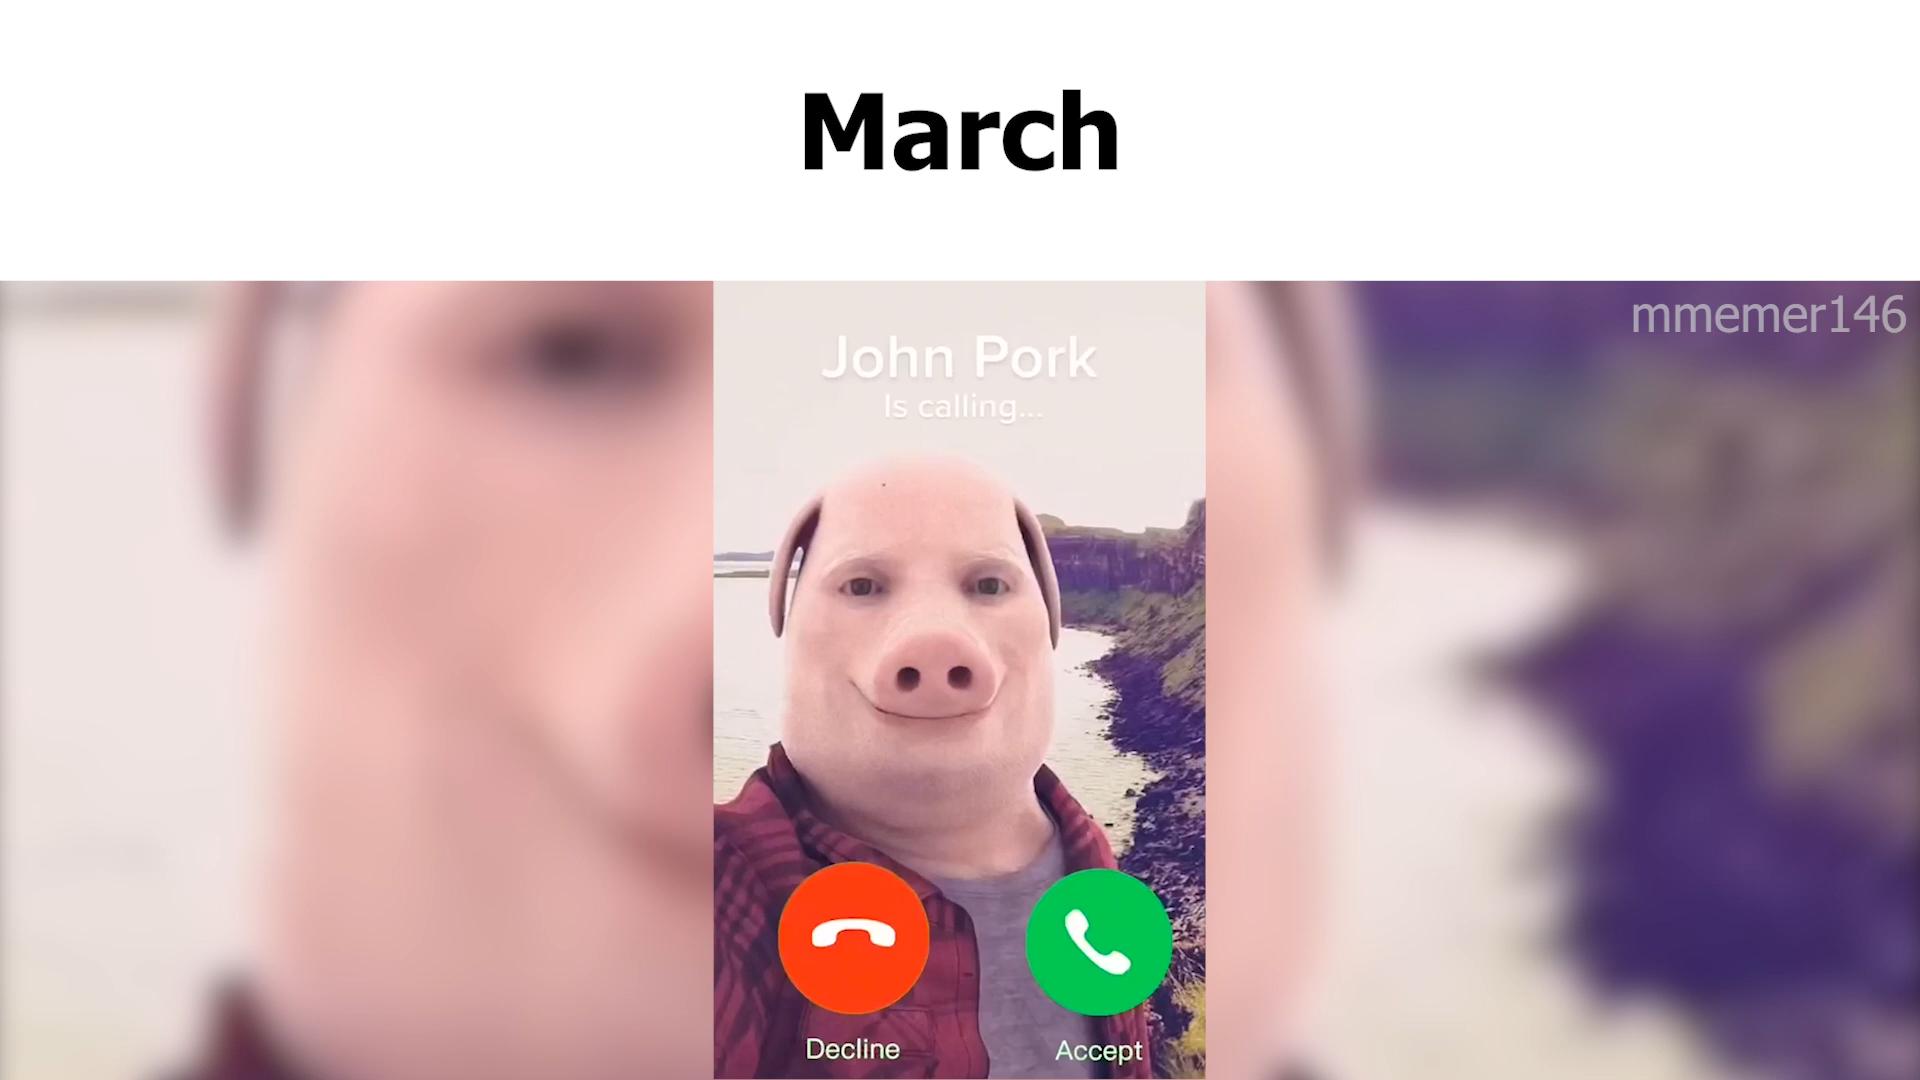 March
mmemer146
John Pork
Is calling...
Decline
Accept